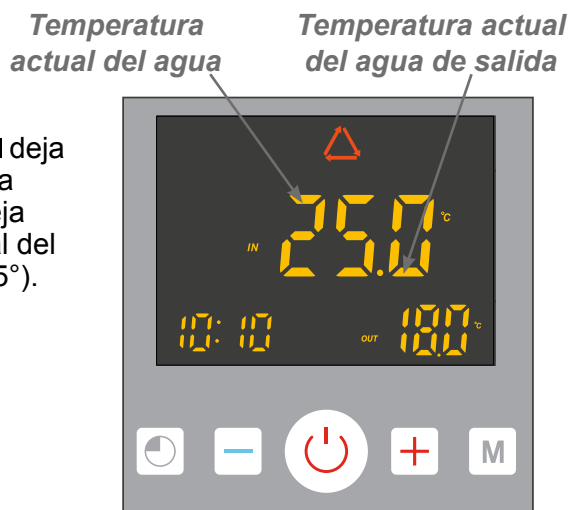 Temperatura
actual del agua
Temperatura actual
del agua de salida
deja
a
ja
l del
5°).
25.0 °C
IN
10:10
OUT 18.0 °C
M